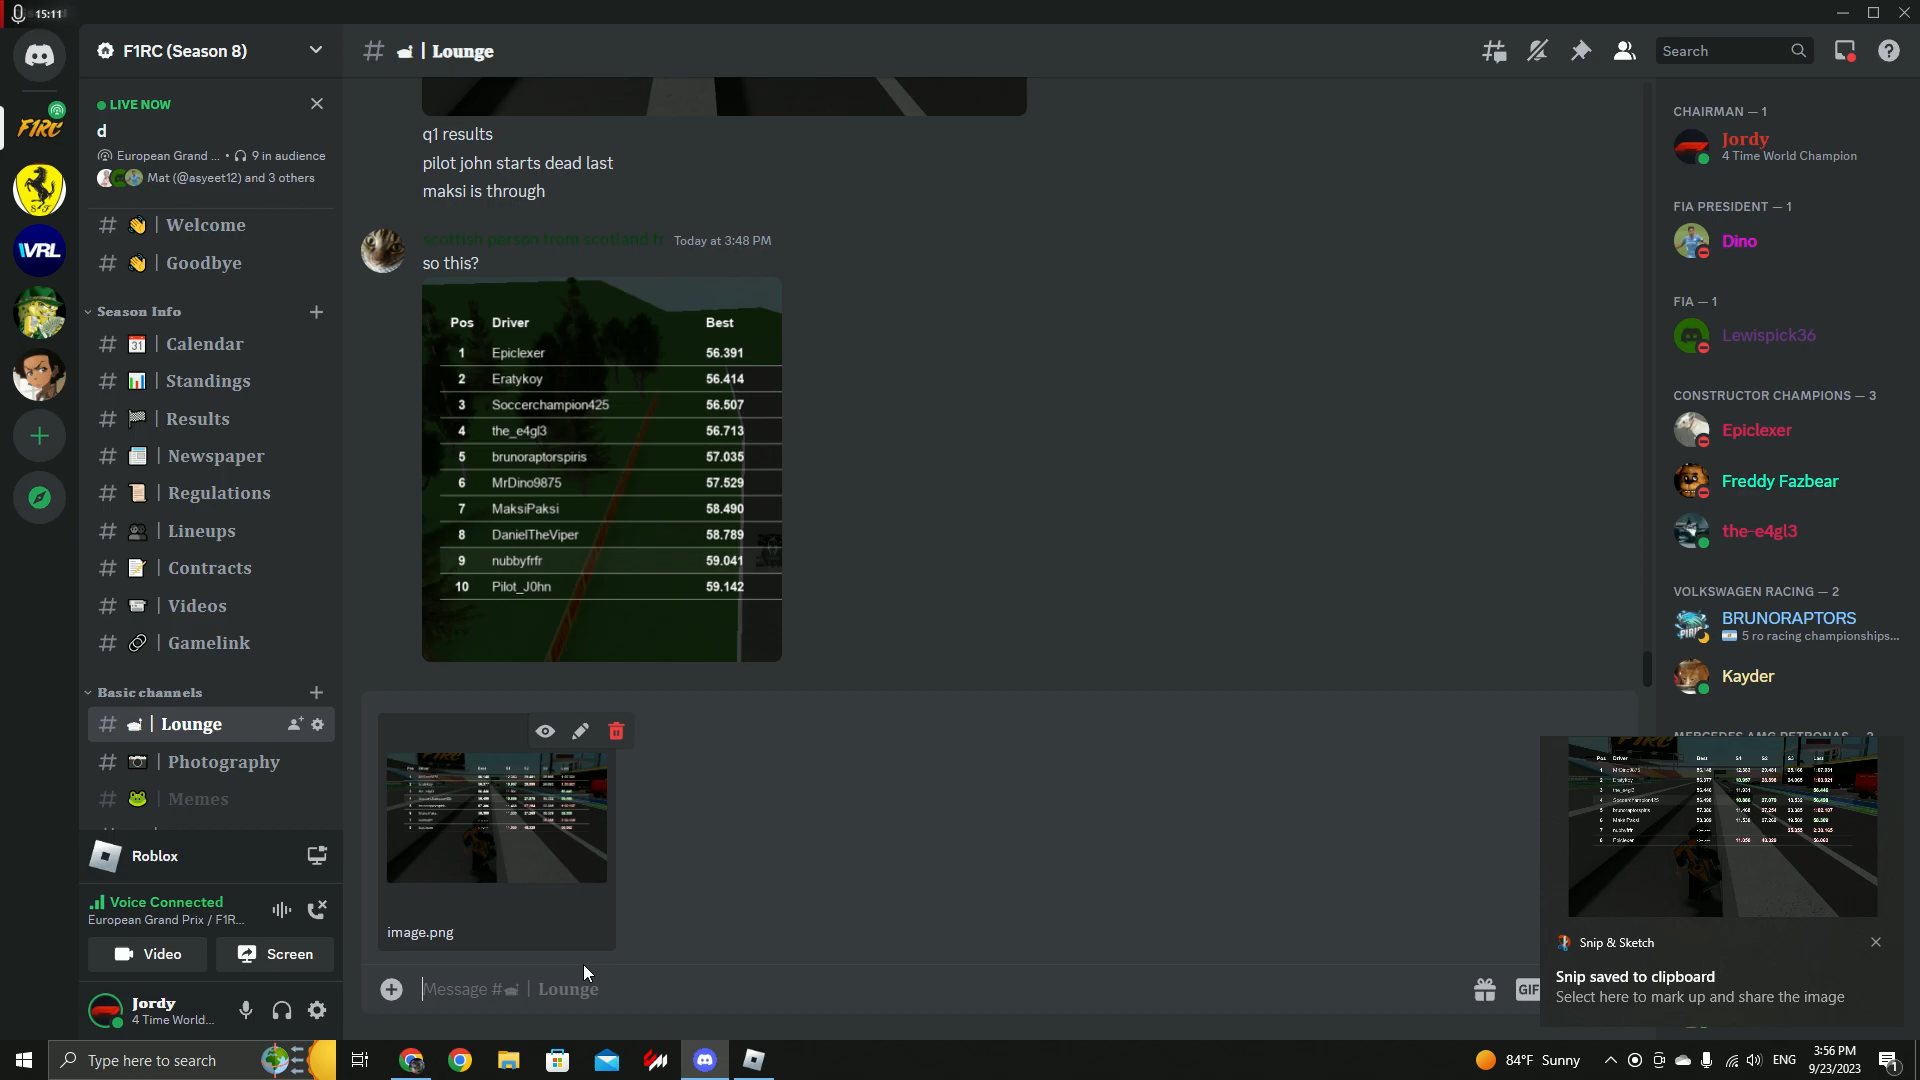 15:11
F1RC (Season 8)
# | Lounge
Search
LIVE NOW
d
European Grand ... • 9 in audience
Mat (@asyeet12) and 3 others
# | Welcome
# | Goodbye
Season Info
# | Calendar
# | Standings
# | Results
# | Newspaper
# | Regulations
# | Lineups
# | Contracts
# | Videos
# | Gamelink
Basic channels
# | Lounge
# | Photography
# | Memes
Roblox
Voice Connected
European Grand Prix / F1R...
Video
Screen
Jordy
4 Time World...
F1RC
VRL
q1 results
pilot john starts dead last
maksi is through
scottish person from scotland fr Today at 3:48 PM
so this?
Pos Driver Best
1 Epiclexer 56.391
2 Eratykoy 56.414
3 Soccerchampion425 56.507
4 the_e4gl3 56.713
5 brunoraptorspiris 57.035
6 MrDino9875 57.529
7 MaksiPaksi 58.490
8 DanielTheViper 58.789
9 nubbyfrfr 59.041
10 Pilot_J0hn 59.142
image.png
Message # | Lounge
GIF
CHAIRMAN — 1
Jordy
4 Time World Champion
FIA PRESIDENT — 1
Dino
FIA — 1
Lewispick36
CONSTRUCTOR CHAMPIONS — 3
Epiclexer
Freddy Fazbear
the-e4gl3
VOLKSWAGEN RACING — 2
BRUNORAPTORS
5 ro racing championships...
Kayder
Snip & Sketch
Snip saved to clipboard
Select here to mark up and share the image
Type here to search
84°F Sunny
ENG
3:56 PM
9/23/2023
1